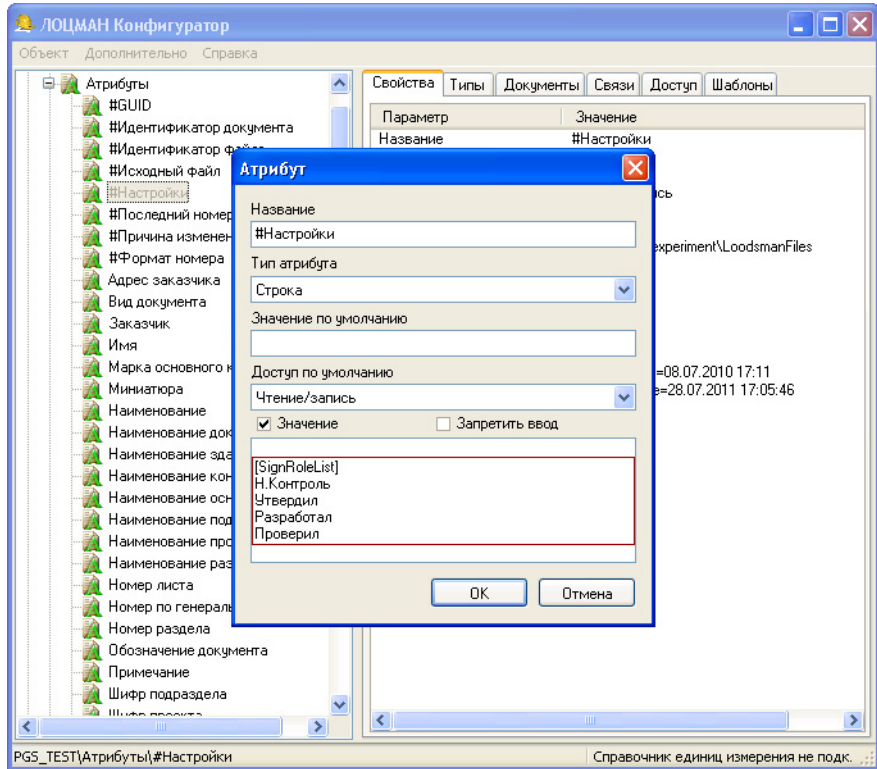 ЛОЦМАН Конфигуратор
Объект Дополнительно Справка
Атрибуты
#GUID
#Идентификатор документа
#Идентификатор
#Исходный файл
#Настройки
#Последний номер
#Причина изменен
#Формат номера
Адрес заказчика
Вид документа
Заказчик
Имя
Марка основного к
Миниатюра
Наименование
Наименование док
Наименование зда
Наименование кон
Наименование осн
Наименование под
Наименование про
Наименование раз
Номер листа
Номер по генераль
Номер раздела
Обозначение документа
Примечание
Шифр подраздела
Свойства Типы Документы Связи Доступ Шаблоны
Параметр Значение
Название #Настройки
ись
experiment\LoodsmanFiles
=08.07.2010 17:11
e=28.07.2011 17:05:46
Атрибут
Название
#Настройки
Тип атрибута
Строка
Значение по умолчанию
Доступ по умолчанию
Чтение/запись
Значение Запретить ввод
[SignRoleList]
Н.Контроль
Утвердил
Разработал
Проверил
OK Отмена
PGS_TEST\Атрибуты\#Настройки Справочник единиц измерения не подк.